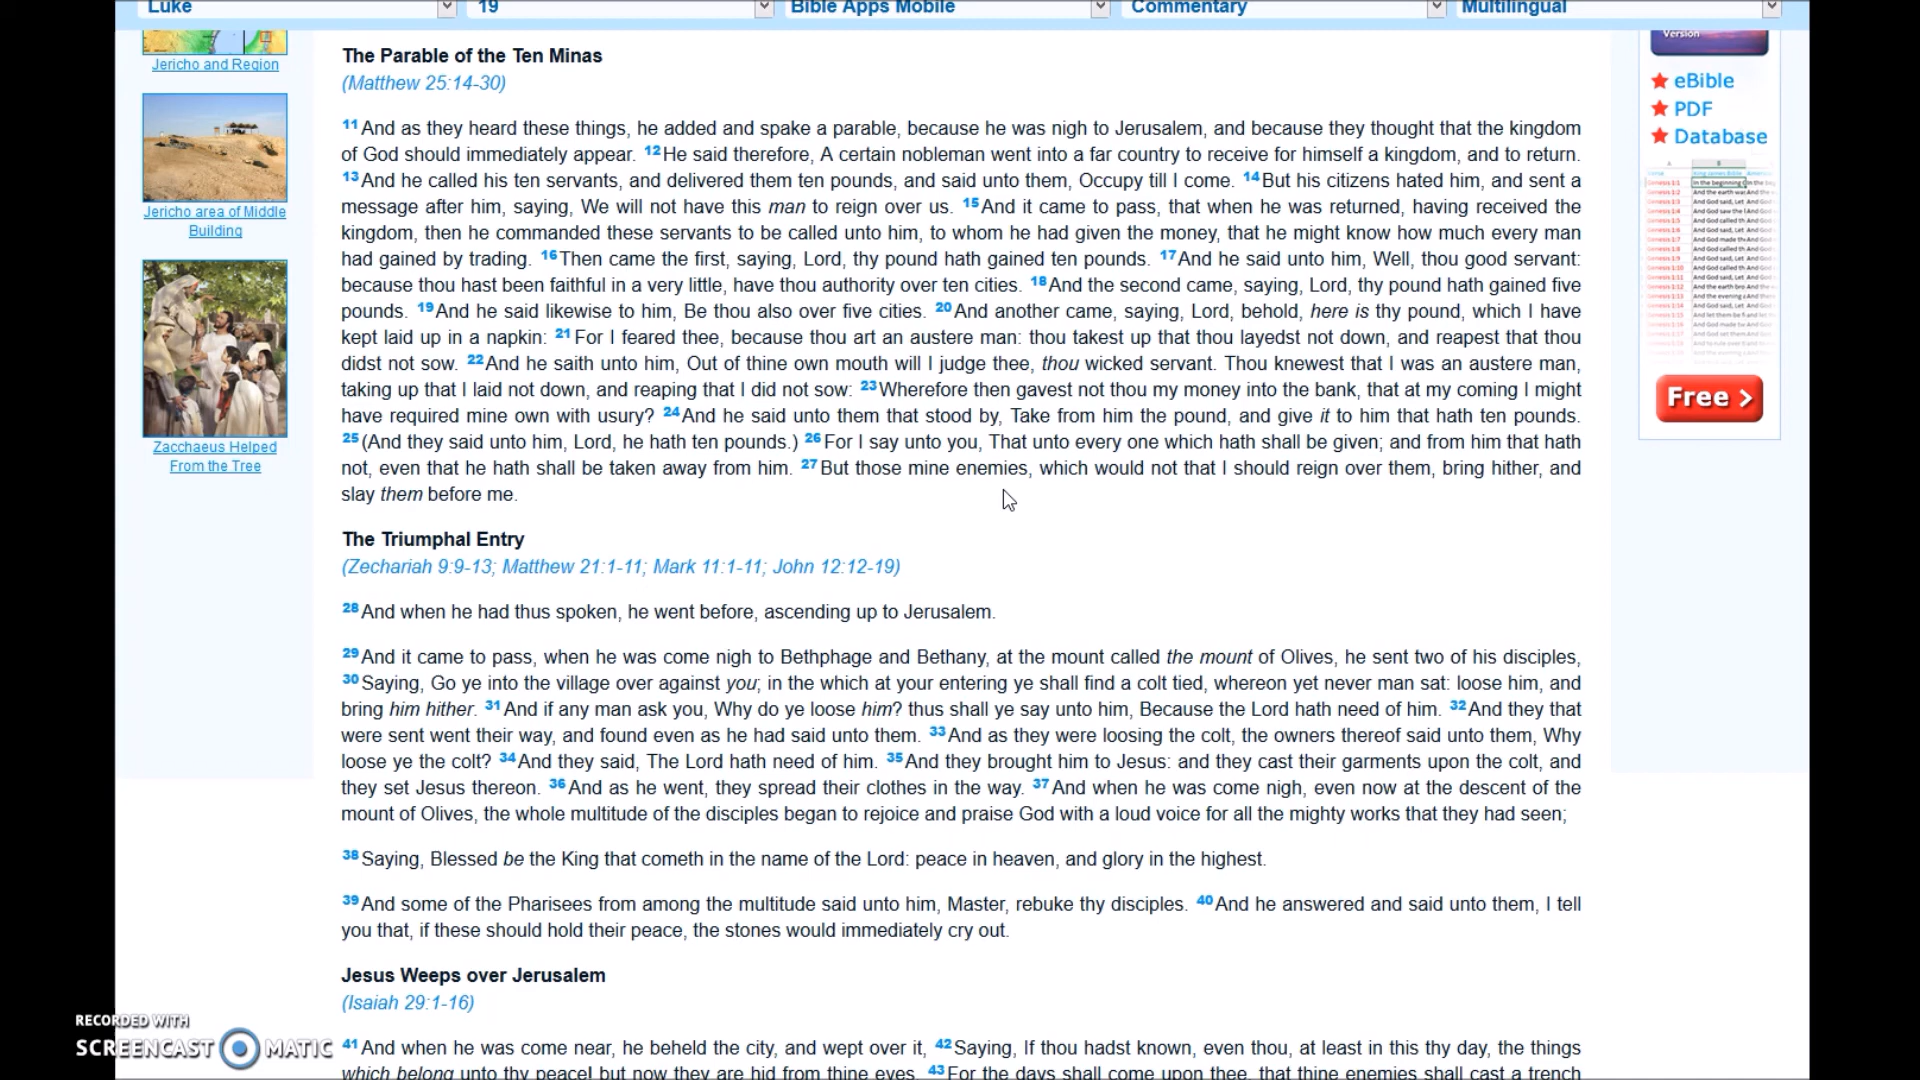 Luke
19
Bible Apps Mobile
Commentary
Multilingual
Jericho and Region
Jericho area of Middle
Building
Zacchaeus Helped
From the Tree
The Parable of the Ten Minas
(Matthew 25:14-30)
11 And as they heard these things, he added and spake a parable, because he was nigh to Jerusalem, and because they thought that the kingdom
of God should immediately appear. 12 He said therefore, A certain nobleman went into a far country to receive for himself a kingdom, and to return.
13 And he called his ten servants, and delivered them ten pounds, and said unto them, Occupy till I come. 14 But his citizens hated him, and sent a
message after him, saying, We will not have this man to reign over us. 15 And it came to pass, that when he was returned, having received the
kingdom, then he commanded these servants to be called unto him, to whom he had given the money, that he might know how much every man
had gained by trading. 16 Then came the first, saying, Lord, thy pound hath gained ten pounds. 17 And he said unto him, Well, thou good servant:
because thou hast been faithful in a very little, have thou authority over ten cities. 18 And the second came, saying, Lord, thy pound hath gained five
pounds. 19 And he said likewise to him, Be thou also over five cities. 20 And another came, saying, Lord, behold, here is thy pound, which I have
kept laid up in a napkin: 21 For I feared thee, because thou art an austere man: thou takest up that thou layedst not down, and reapest that thou
didst not sow. 22 And he saith unto him, Out of thine own mouth will I judge thee, thou wicked servant. Thou knewest that I was an austere man,
taking up that I laid not down, and reaping that I did not sow: 23 Wherefore then gavest not thou my money into the bank, that at my coming I might
have required mine own with usury? 24 And he said unto them that stood by, Take from him the pound, and give it to him that hath ten pounds.
25 (And they said unto him, Lord, he hath ten pounds.) 26 For I say unto you, That unto every one which hath shall be given; and from him that hath
not, even that he hath shall be taken away from him. 27 But those mine enemies, which would not that I should reign over them, bring hither, and
slay them before me.
The Triumphal Entry
(Zechariah 9:9-13; Matthew 21:1-11; Mark 11:1-11; John 12:12-19)
28 And when he had thus spoken, he went before, ascending up to Jerusalem.
29 And it came to pass, when he was come nigh to Bethphage and Bethany, at the mount called the mount of Olives, he sent two of his disciples,
30 Saying, Go ye into the village over against you; in the which at your entering ye shall find a colt tied, whereon yet never man sat: loose him, and
bring him hither. 31 And if any man ask you, Why do ye loose him? thus shall ye say unto him, Because the Lord hath need of him. 32 And they that
were sent went their way, and found even as he had said unto them. 33 And as they were loosing the colt, the owners thereof said unto them, Why
loose ye the colt? 34 And they said, The Lord hath need of him. 35 And they brought him to Jesus: and they cast their garments upon the colt, and
they set Jesus thereon. 36 And as he went, they spread their clothes in the way. 37 And when he was come nigh, even now at the descent of the
mount of Olives, the whole multitude of the disciples began to rejoice and praise God with a loud voice for all the mighty works that they had seen;
38 Saying, Blessed be the King that cometh in the name of the Lord: peace in heaven, and glory in the highest.
39 And some of the Pharisees from among the multitude said unto him, Master, rebuke thy disciples. 40 And he answered and said unto them, I tell
you that, if these should hold their peace, the stones would immediately cry out.
Jesus Weeps over Jerusalem
(Isaiah 29:1-16)
41 And when he was come near, he beheld the city, and wept over it, 42 Saying, If thou hadst known, even thou, at least in this thy day, the things
which belong unto thy peace! but now they are hid from thine eyes. 43 For the days shall come upon thee, that thine enemies shall cast a trench
Version
eBible
PDF
Database
Free >
RECORDED WITH
SCREENCAST MATIC